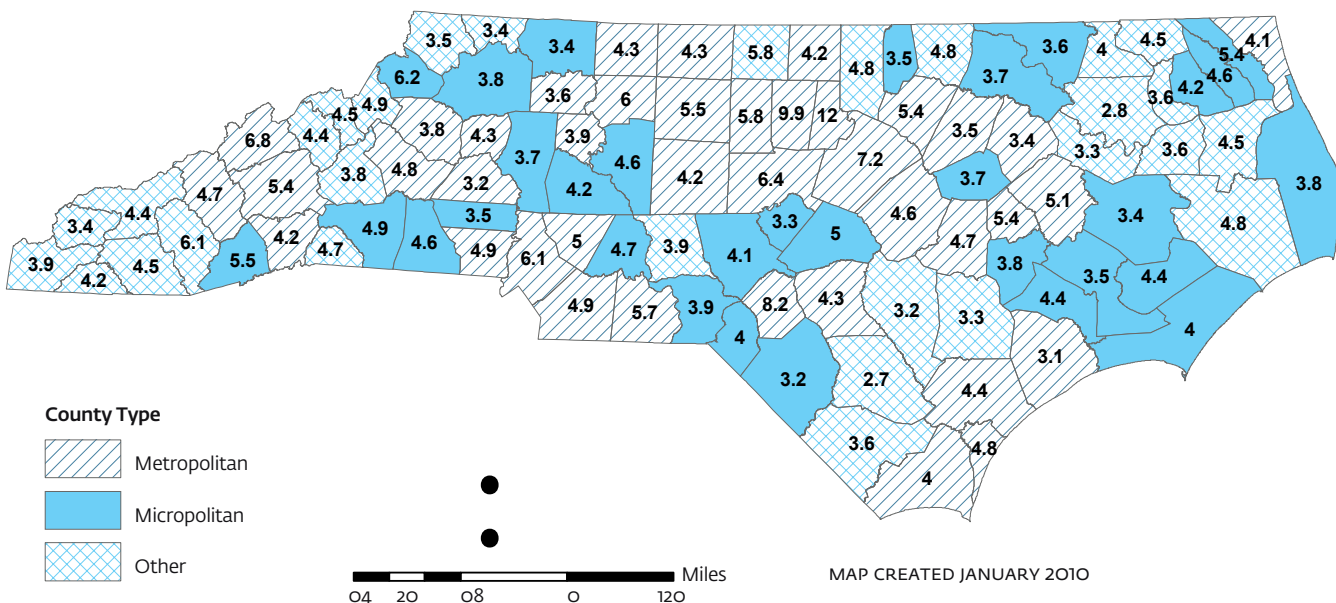 3.5 3.4 3.4 4.3 4.3 5.8 4.2 4.8 3.5 4.8 3.6 4 4.5 5.4 4.1
6.2 3.8 3.6 6 5.5 5.8 9.9 12 5.4 3.7 2.8 3.6 4.2 4.6
4.5 4.9 4.4 3.8 4.3 3.9 3.5 3.4 3.3 3.6 4.5
6.8 4.7 5.4 3.8 4.8 3.2 3.7 4.2 4.6 4.2 6.4 7.2 3.7 5.1 3.8
3.4 4.4 6.1 4.2 4.9 4.6 3.5 3.3 4.6 5.4 3.4 4.8
3.9 4.2 4.5 5.5 4.7 4.9 6.1 5 4.7 3.9 4.1 5 4.7 3.8 3.5 4.4
4.9 5.7 3.9 8.2 4.3 3.2 3.3 4.4 4
4 3.1
3.2 2.7 4.4
3.6 4.8
4
County Type
Metropolitan
Micropolitan
Other
Miles
04 20 08 0 120
MAP CREATED JANUARY 2010